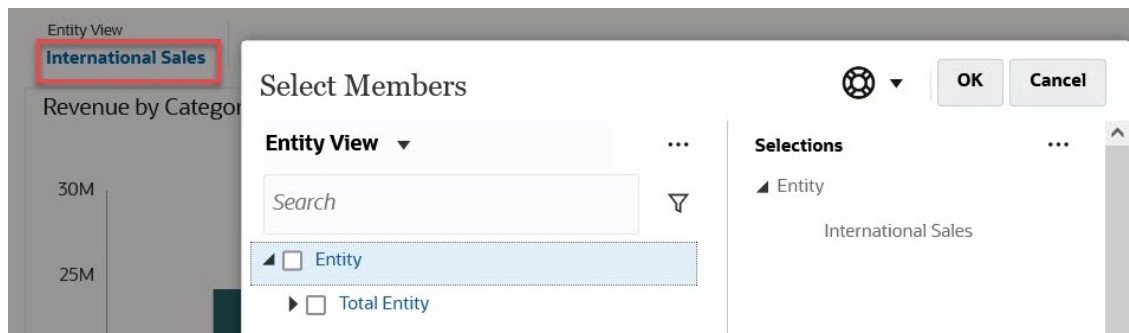 Entity View
International Sales
Revenue by Categor
30M
25M
Select Members
OK
Cancel
Entity View
Search
Entity
Total Entity
Selections
Entity
International Sales